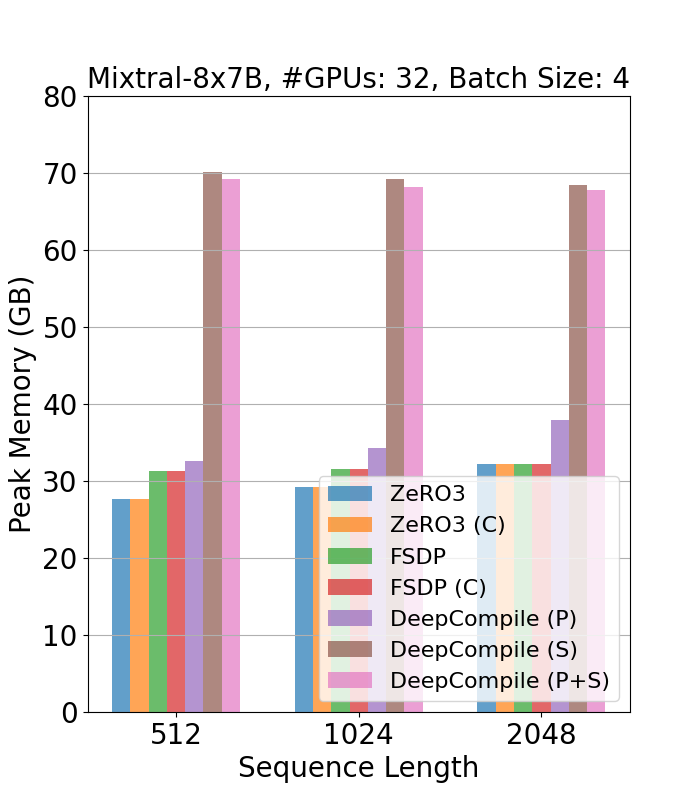 Mixtral-8x7B, #GPUs: 32, Batch Size: 4
Peak Memory (GB)
80
70
60
50
40
30
20
10
0
ZeRO3
ZeRO3 (C)
FSDP
FSDP (C)
DeepCompile (P)
DeepCompile (S)
DeepCompile (P+S)
512 1024 2048
Sequence Length